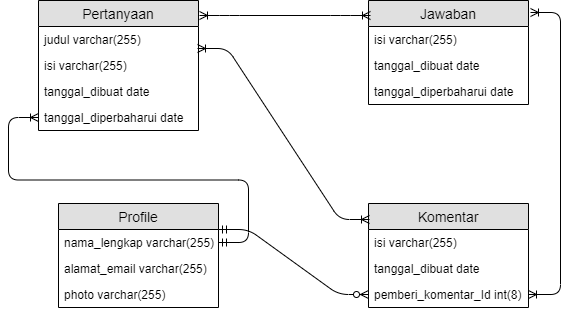 Pertanyaan
judul varchar(255)
isi varchar(255)
tanggal_dibuat date
tanggal_diperbaharui date
Jawaban
isi varchar(255)
tanggal_dibuat date
tanggal_diperbaharui date
Profile
nama_lengkap varchar(255)
alamat_email varchar(255)
photo varchar(255)
Komentar
isi varchar(255)
tanggal_dibuat date
pemberi_komentar_Id int(8)